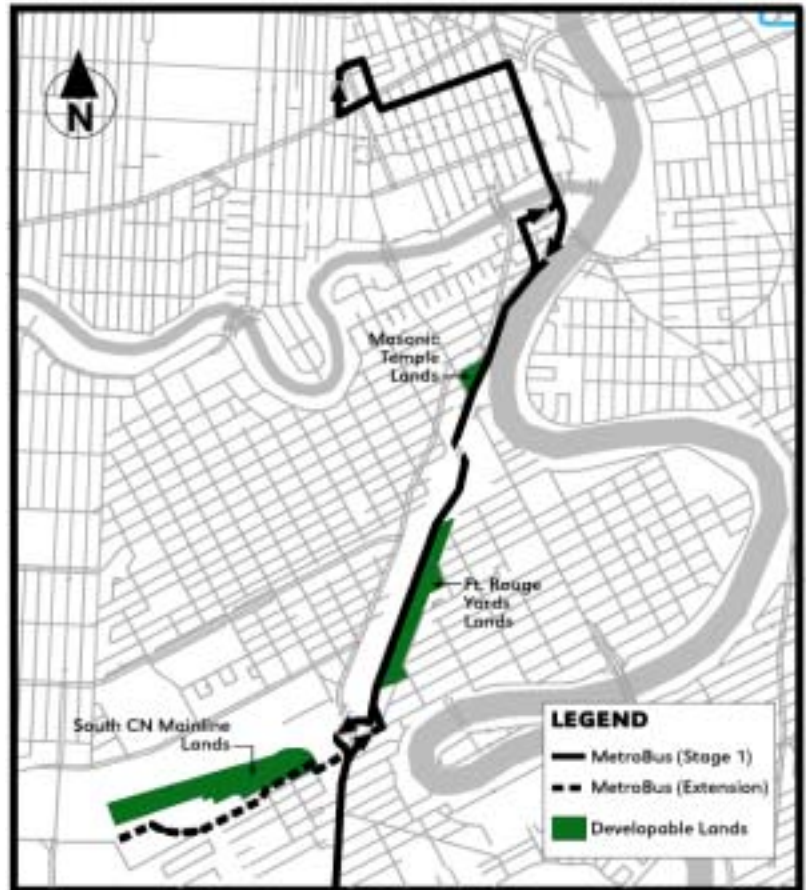 N
Masonic
Temple
Lands
Ft. Rouge
Yards
Lands
South CN Mainline
Lands
LEGEND
MetroBus (Stage 1)
MetroBus (Extension)
Developable Lands